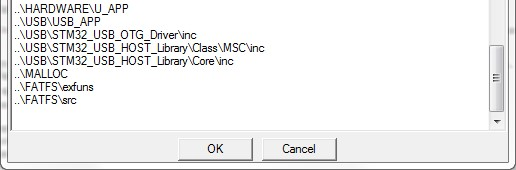 ..\HARDWARE\U_APP
..\USB\USB_APP
..\USB\STM32_USB_OTG_Driver\inc
..\USB\STM32_USB_HOST_Library\Class\MSC\inc
..\USB\STM32_USB_HOST_Library\Core\inc
..\MALLOC
..\FATFS\exfuns
..\FATFS\src
OK Cancel